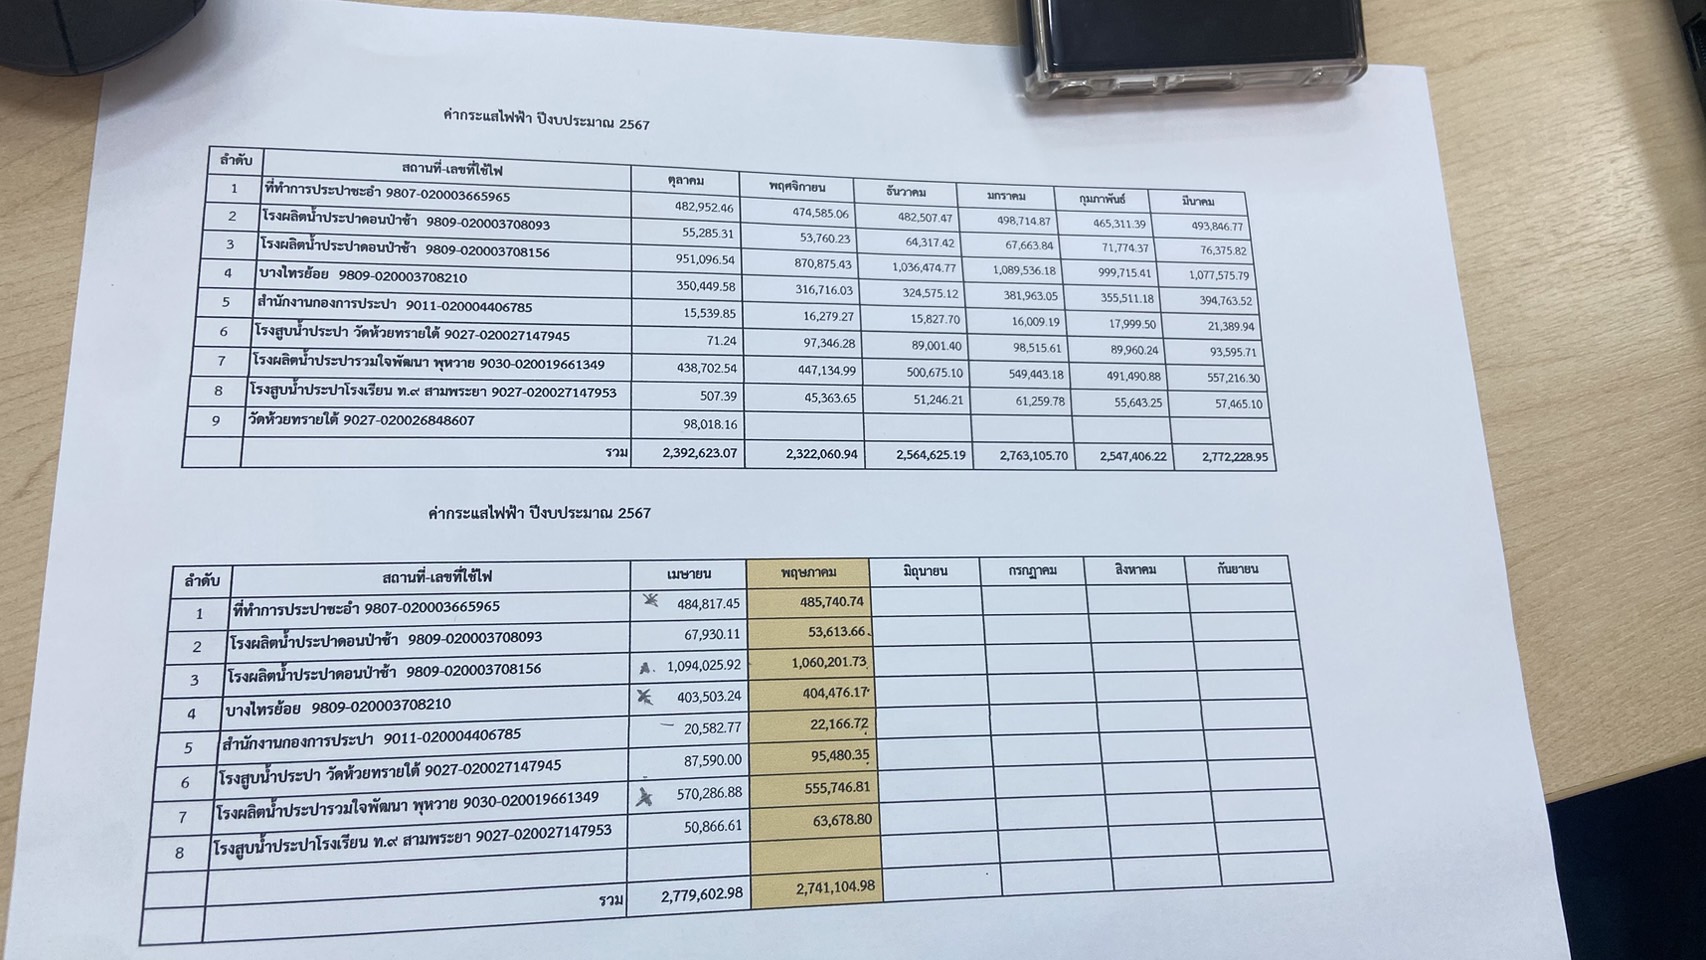 ค่ากระแสไฟฟ้า ปีงบประมาณ 2567
ลำดับ สถานที่-เลขที่ใช้ไฟ ตุลาคม พฤศจิกายน ธันวาคม มกราคม กุมภาพันธ์ มีนาคม
1 ที่ทำการประปาชะอำ 9807-020003665965 482,952.46 474,585.06 482,507.47 498,714.87 465,311.39 493,846.77
2 โรงผลิตน้ำประปาดอนป่าช้า 9809-020003708093 55,285.31 53,760.23 64,317.42 67,663.84 71,774.37 76,375.82
3 โรงผลิตน้ำประปาดอนป่าช้า 9809-020003708156 951,096.54 870,875.43 1,036,474.77 1,089,536.18 999,715.41 1,077,575.79
4 บางไทรย้อย 9809-020003708210 350,449.58 316,716.03 324,575.12 381,963.05 355,511.18 394,763.52
5 สำนักงานกองการประปา 9011-020004406785 15,539.85 16,279.27 15,827.70 16,009.19 17,999.50 21,389.94
6 โรงสูบน้ำประปา วัดห้วยทรายใต้ 9027-020027147945 71.24 97,346.28 89,001.40 98,515.61 89,960.24 93,595.71
7 โรงผลิตน้ำประปารวมใจพัฒนา พุหวาย 9030-020019661349 438,702.54 447,134.99 500,675.10 549,443.18 491,490.88 557,216.30
8 โรงสูบน้ำประปาโรงเรียน ท.๙ สามพระยา 9027-020027147953 507.39 45,363.65 51,246.21 61,259.78 55,643.25 57,465.10
9 วัดห้วยทรายใต้ 9027-020026848607 98,018.16
รวม 2,392,623.07 2,322,060.94 2,564,625.19 2,763,105.70 2,547,406.22 2,772,228.95
ค่ากระแสไฟฟ้า ปีงบประมาณ 2567
ลำดับ สถานที่-เลขที่ใช้ไฟ เมษายน พฤษภาคม มิถุนายน กรกฎาคม สิงหาคม กันยายน
1 ที่ทำการประปาชะอำ 9807-020003665965 484,817.45 485,740.74
2 โรงผลิตน้ำประปาดอนป่าช้า 9809-020003708093 67,930.11 53,613.66
3 โรงผลิตน้ำประปาดอนป่าช้า 9809-020003708156 1,094,025.92 1,060,201.73
4 บางไทรย้อย 9809-020003708210 403,503.24 404,476.17
5 สำนักงานกองการประปา 9011-020004406785 20,582.77 22,166.72
6 โรงสูบน้ำประปา วัดห้วยทรายใต้ 9027-020027147945 87,590.00 95,480.35
7 โรงผลิตน้ำประปารวมใจพัฒนา พุหวาย 9030-020019661349 570,286.88 555,746.81
8 โรงสูบน้ำประปาโรงเรียน ท.๙ สามพระยา 9027-020027147953 50,866.61 63,678.80
รวม 2,779,602.98 2,741,104.98